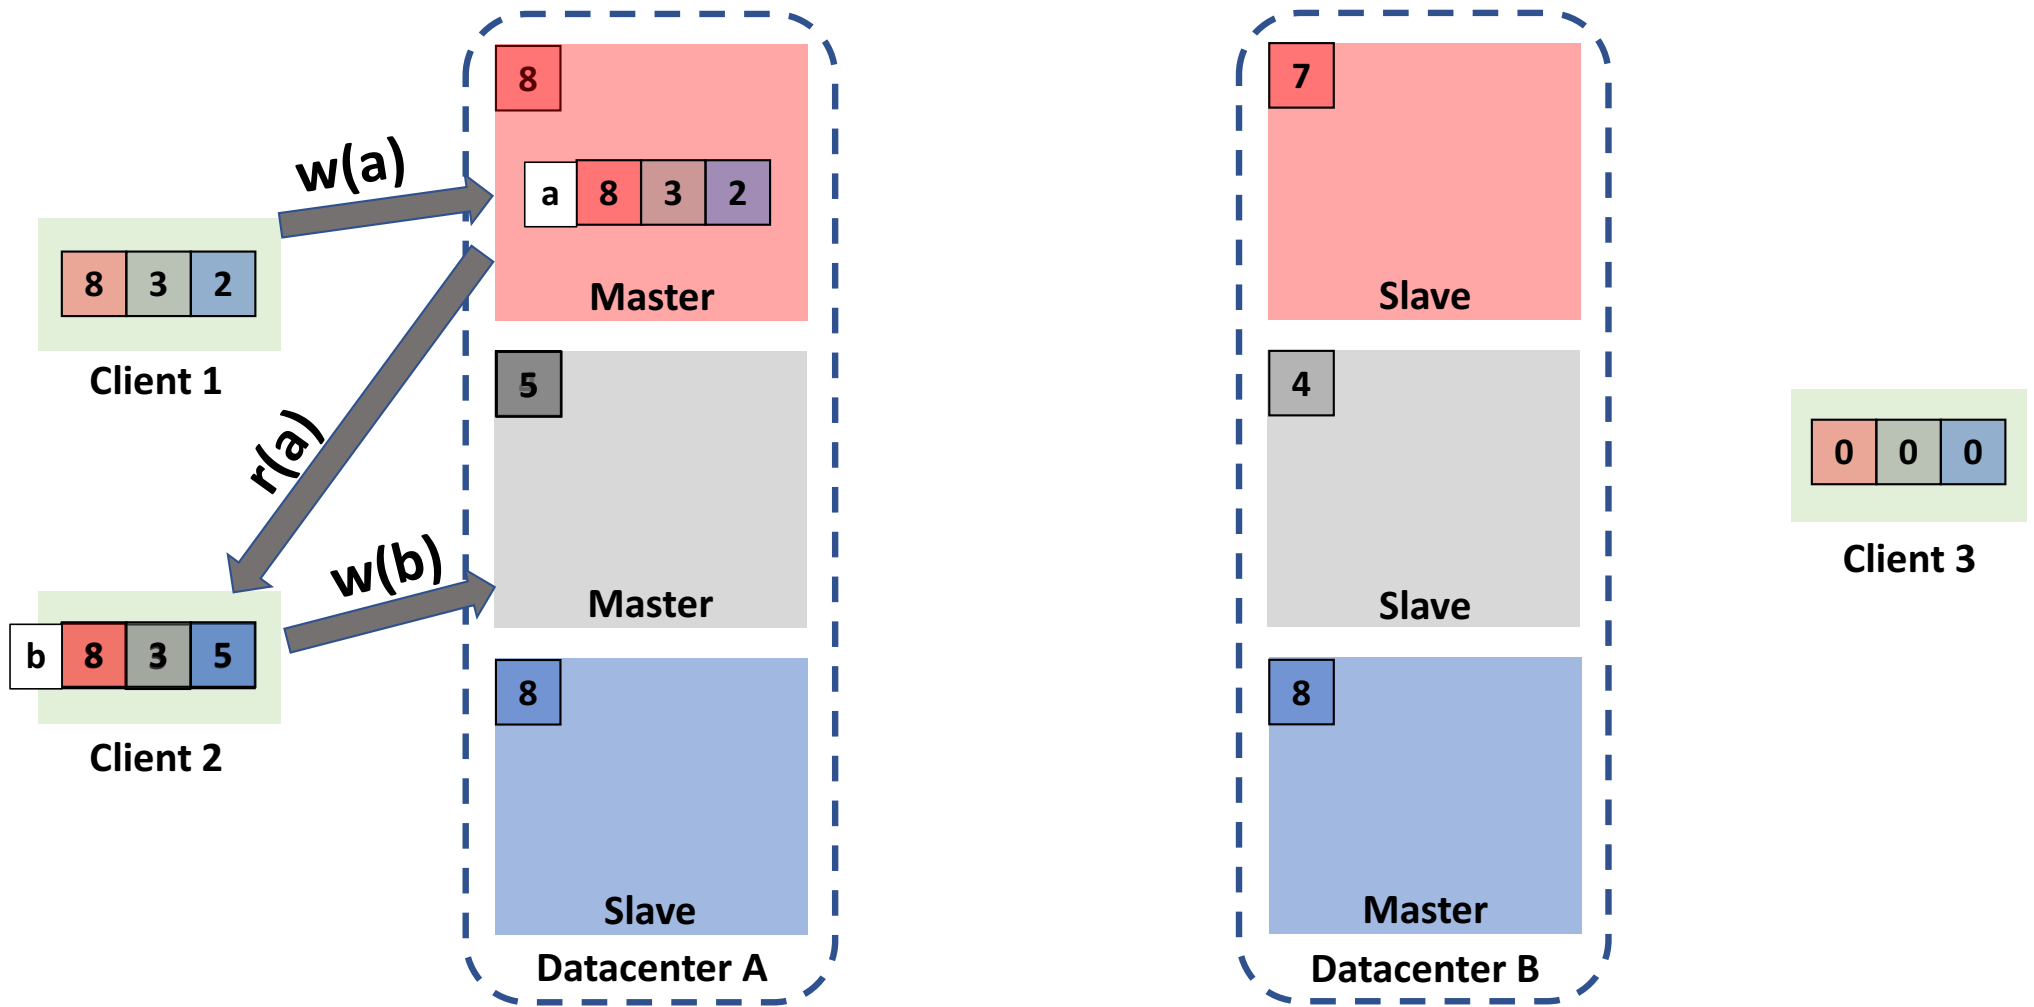 8
7
w(a)
a 8 3 2
8 3 2
Master
Slave
Client 1
5
4
r(a)
0 0 0
w(b)
Client 3
Master
Slave
b 8 3 5
8
8
Client 2
Slave
Master
Datacenter A
Datacenter B